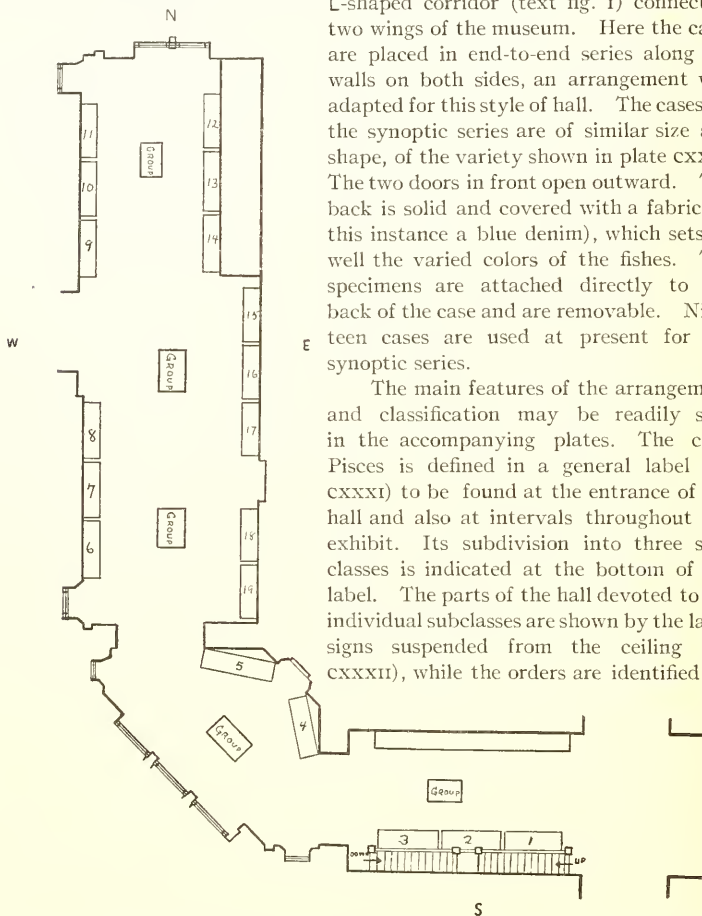 L-shaped corridor (text fig. 1) connect
two wings of the museum. Here the ca
are placed in end-to-end series along
walls on both sides, an arrangement w
adapted for this style of hall. The cases
the synoptic series are of similar size a
shape, of the variety shown in plate cxx
The two doors in front open outward. T
back is solid and covered with a fabric
this instance a blue denim), which sets
well the varied colors of the fishes. T
specimens are attached directly to
back of the case and are removable. Ni
teen cases are used at present for
synoptic series.
The main features of the arrangem
and classification may be readily s
in the accompanying plates. The c
Pisces is defined in a general label
cxxxi) to be found at the entrance of
hall and also at intervals throughout
exhibit. Its subdivision into three s
classes is indicated at the bottom of
label. The parts of the hall devoted to
individual subclasses are shown by the la
signs suspended from the ceiling
cxxxii), while the orders are identified
N
11
12
GROUP
10
13
9
14
15
W
E
GROUP
16
8
17
7
GROUP
18
6
19
5
4
GROUP
GROUP
3
2
1
DOWN
UP
S